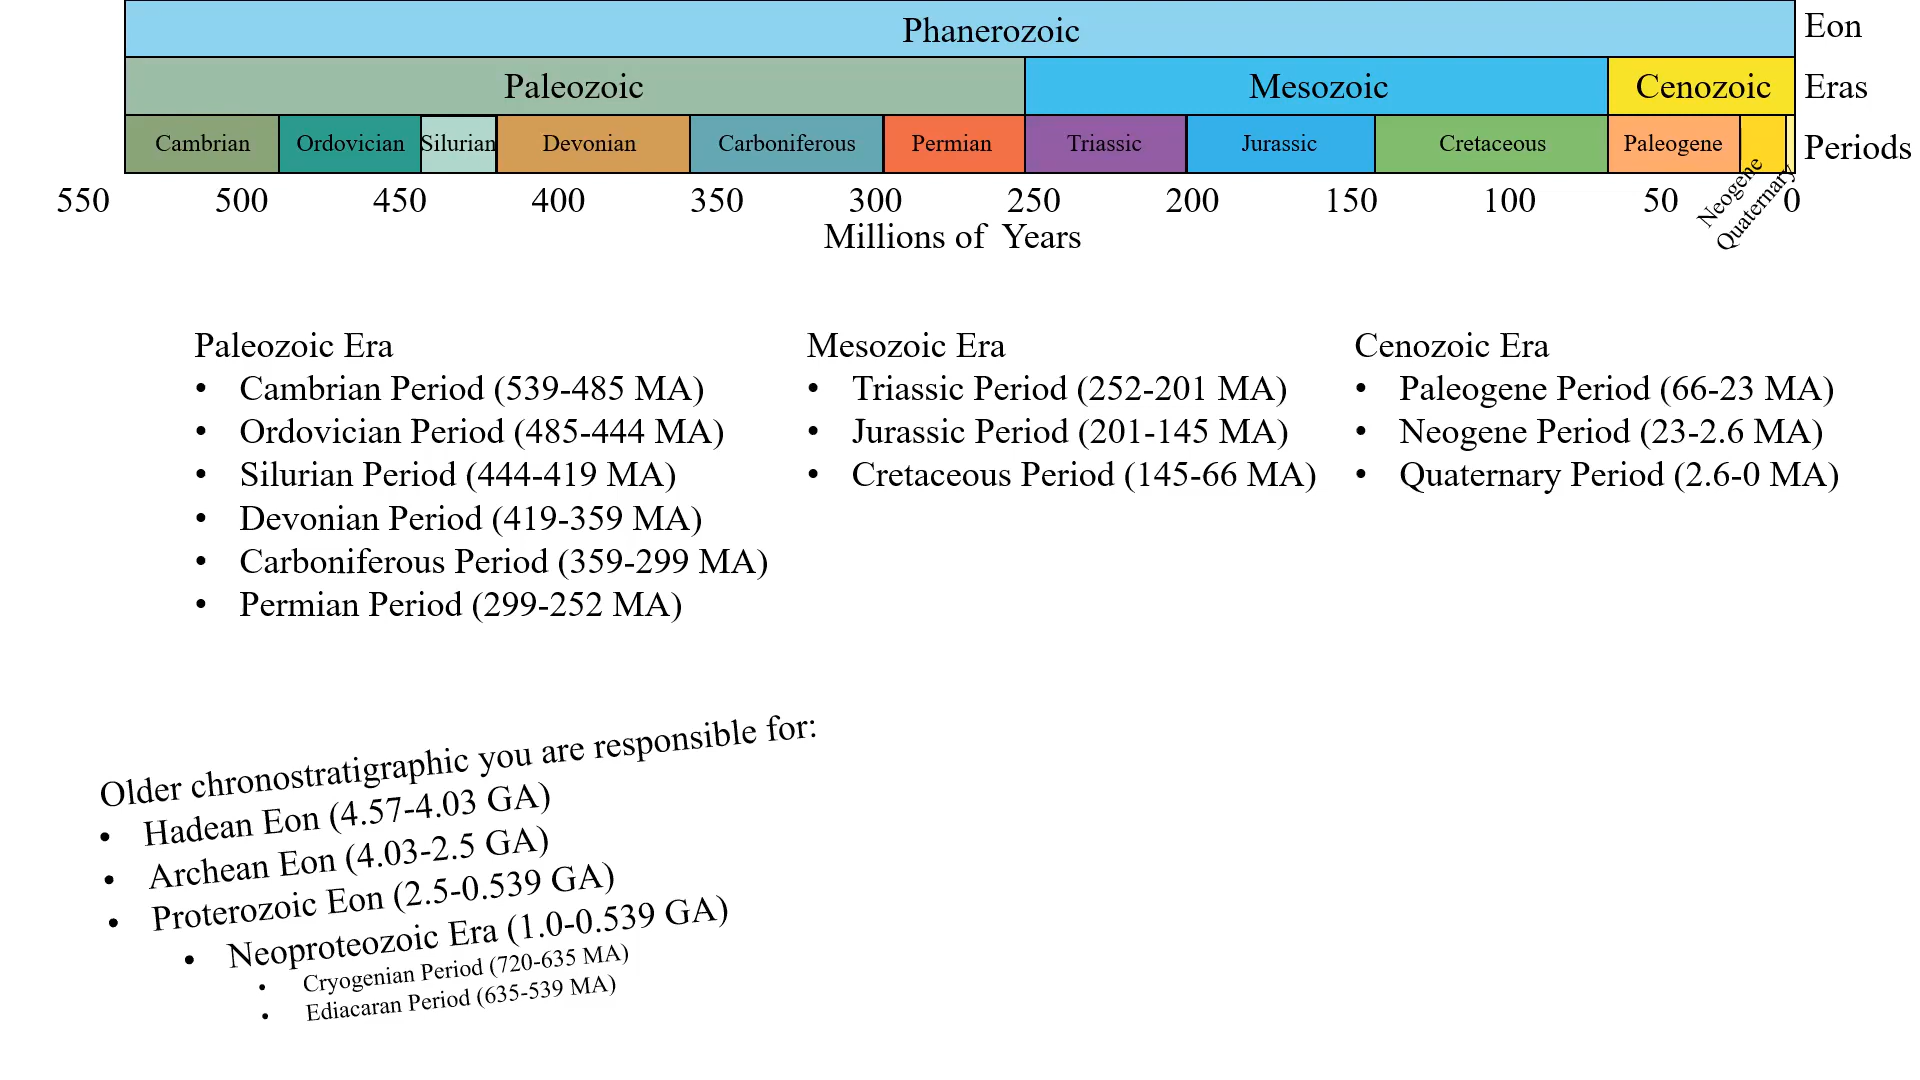 Phanerozoic Eon
Paleozoic Mesozoic Cenozoic Eras
Cambrian Ordovician Silurian Devonian Carboniferous Permian Triassic Jurassic Cretaceous Paleogene Neogene Quaternary Periods
550 500 450 400 350 300 250 200 150 100 50 0
Millions of Years
Paleozoic Era
• Cambrian Period (539-485 MA)
• Ordovician Period (485-444 MA)
• Silurian Period (444-419 MA)
• Devonian Period (419-359 MA)
• Carboniferous Period (359-299 MA)
• Permian Period (299-252 MA)
Mesozoic Era
• Triassic Period (252-201 MA)
• Jurassic Period (201-145 MA)
• Cretaceous Period (145-66 MA)
Cenozoic Era
• Paleogene Period (66-23 MA)
• Neogene Period (23-2.6 MA)
• Quaternary Period (2.6-0 MA)
Older chronostratigraphic you are responsible for:
• Hadean Eon (4.57-4.03 GA)
• Archean Eon (4.03-2.5 GA)
• Proterozoic Eon (2.5-0.539 GA)
• Neoproteozoic Era (1.0-0.539 GA)
• Cryogenian Period (720-635 MA)
• Ediacaran Period (635-539 MA)